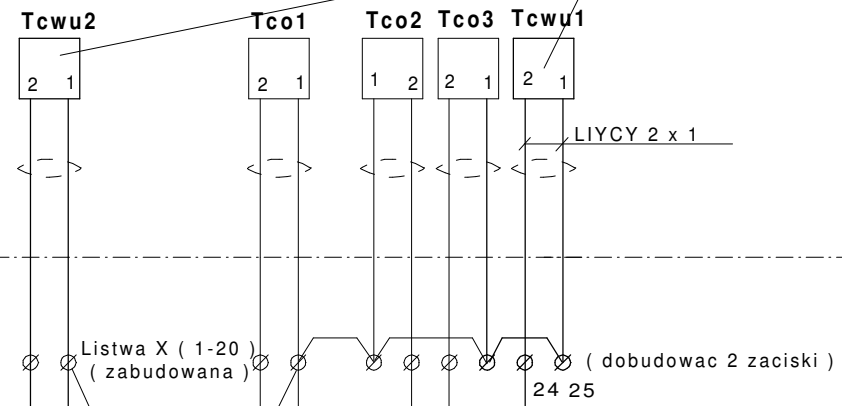 Tcwu2 Tco1 Tco2 Tco3 Tcwu1
2 1 2 1 1 2 2 1 2 1
LIYCY 2 x 1
Listwa X ( 1-20 )
( zabudowana )
( dobudowac 2 zaciski )
24 25